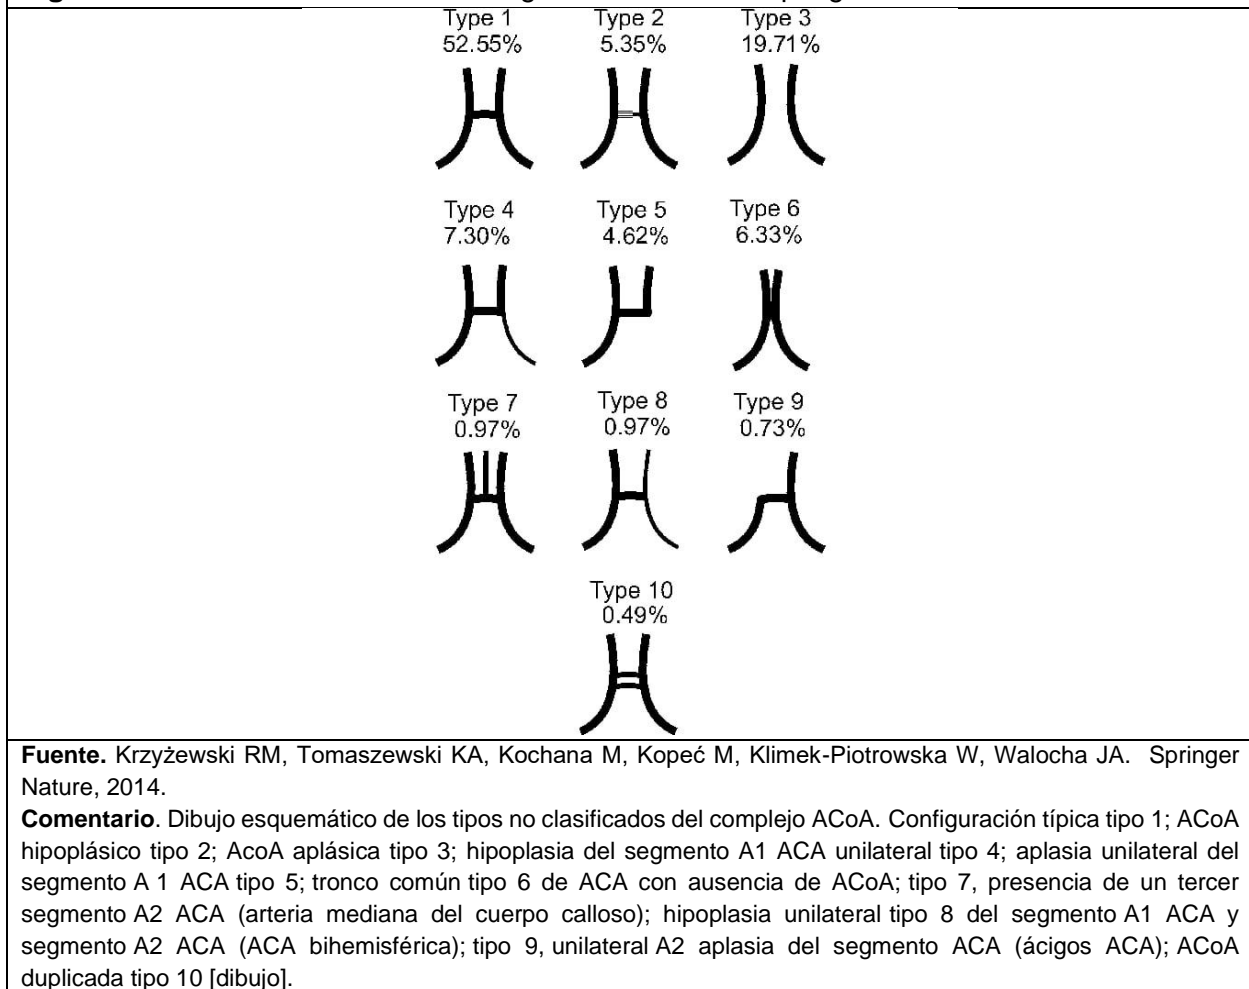 Type 1 Type 2 Type 3
52.55% 5.35% 19.71%
Type 4 Type 5 Type 6
7.30% 4.62% 6.33%
Type 7 Type 8 Type 9
0.97% 0.97% 0.73%
Type 10
0.49%
Fuente. Krzyżewski RM, Tomaszewski KA, Kochana M, Kopeć M, Klimek-Piotrowska W, Walocha JA. Springer
Nature, 2014.
Comentario. Dibujo esquemático de los tipos no clasificados del complejo ACoA. Configuración típica tipo 1; ACoA
hipoplásico tipo 2; AcoA aplásica tipo 3; hipoplasia del segmento A1 ACA unilateral tipo 4; aplasia unilateral del
segmento A 1 ACA tipo 5; tronco común tipo 6 de ACA con ausencia de ACoA; tipo 7, presencia de un tercer
segmento A2 ACA (arteria mediana del cuerpo calloso); hipoplasia unilateral tipo 8 del segmento A1 ACA y
segmento A2 ACA (ACA bihemisférica); tipo 9, unilateral A2 aplasia del segmento ACA (ácigos ACA); ACoA
duplicada tipo 10 [dibujo].